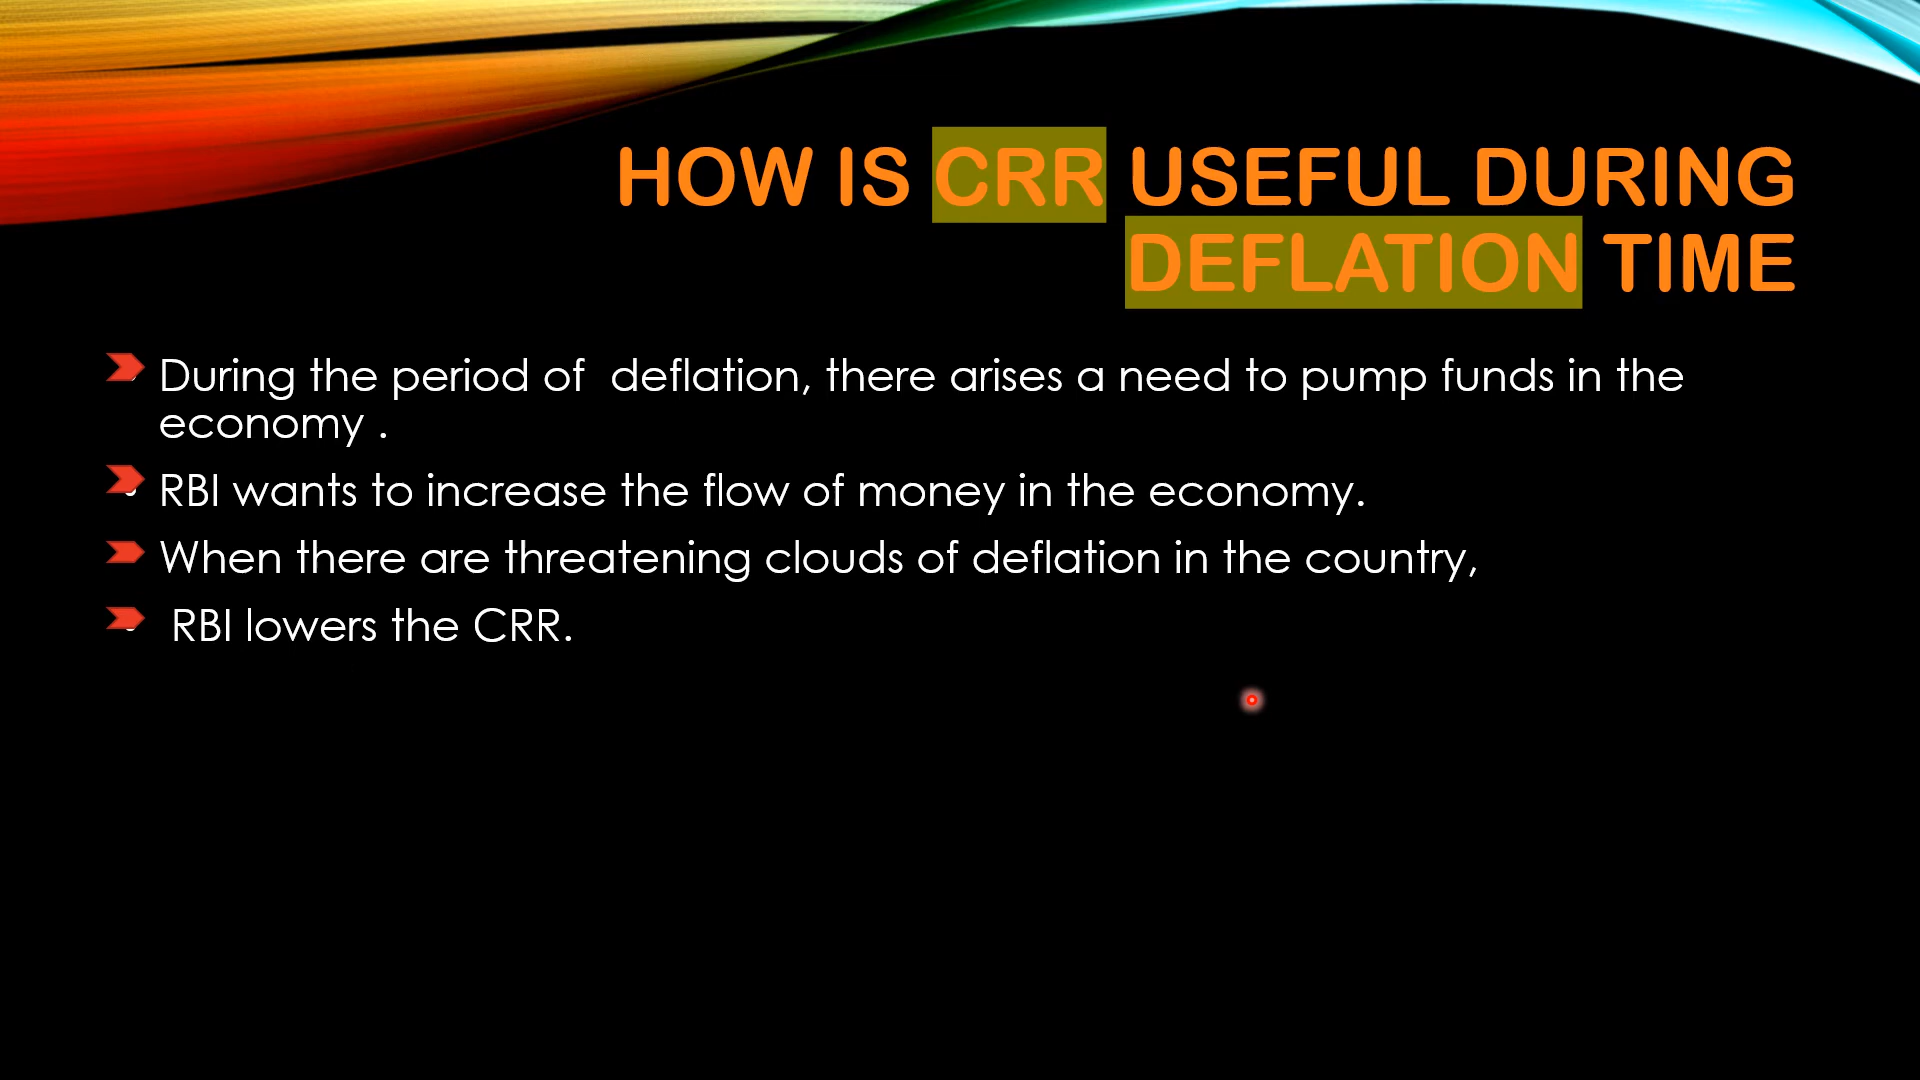 HOW IS CRR USEFUL DURING
DEFLATION TIME
During the period of  deflation, there arises a need to pump funds in the
economy .
RBI wants to increase the flow of money in the economy.
When there are threatening clouds of deflation in the country,
RBI lowers the CRR.